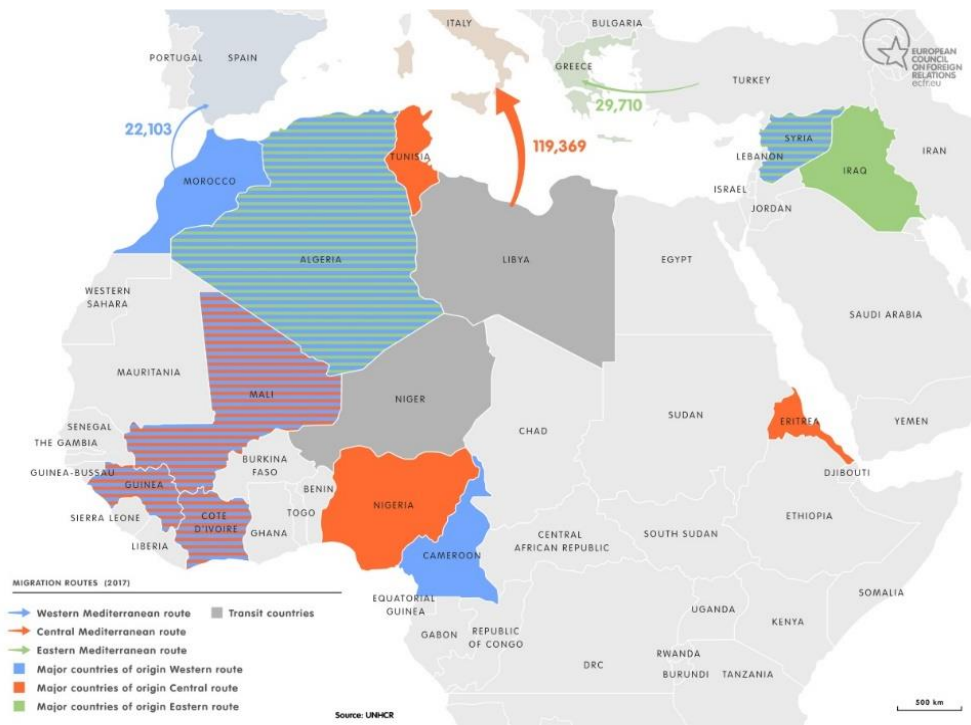 ITALY
BULGARIA
PORTUGAL
SPAIN
GREECE
EUROPEAN
COUNCIL
ON FOREIGN
RELATIONS
ecfr.eu
TURKEY
29,710
22,103
119,369
SYRIA
TUNISIA
LEBANON
IRAN
MOROCCO
IRAQ
ISRAEL
JORDAN
ALGERIA
LIBYA
EGYPT
WESTERN
SAHARA
SAUDI ARABIA
MAURITANIA
MALI
NIGER
SUDAN
ERITREA
YEMEN
SENEGAL
THE GAMBIA
CHAD
BURKINA
FASO
GUINEA-BUSSAU
GUINEA
DJIBOUTI
BENIN
NIGERIA
SIERRA LEONE
COTE
D'IVOIRE
TOGO
GHANA
ETHIOPIA
LIBERIA
CENTRAL
AFRICAN REPUBLIC
SOUTH SUDAN
CAMEROON
MIGRATION ROUTES (2017)
EQUATORIAL
GUINEA
SOMALIA
Western Mediterranean route
Transit countries
UGANDA
KENYA
Central Mediterranean route
GABON
REPUBLIC
OF CONGO
Eastern Mediterranean route
RWANDA
Major countries of origin Western route
DRC
BURUNDI
TANZANIA
Major countries of origin Central route
Major countries of origin Eastern route
500 km
Source: UNHCR